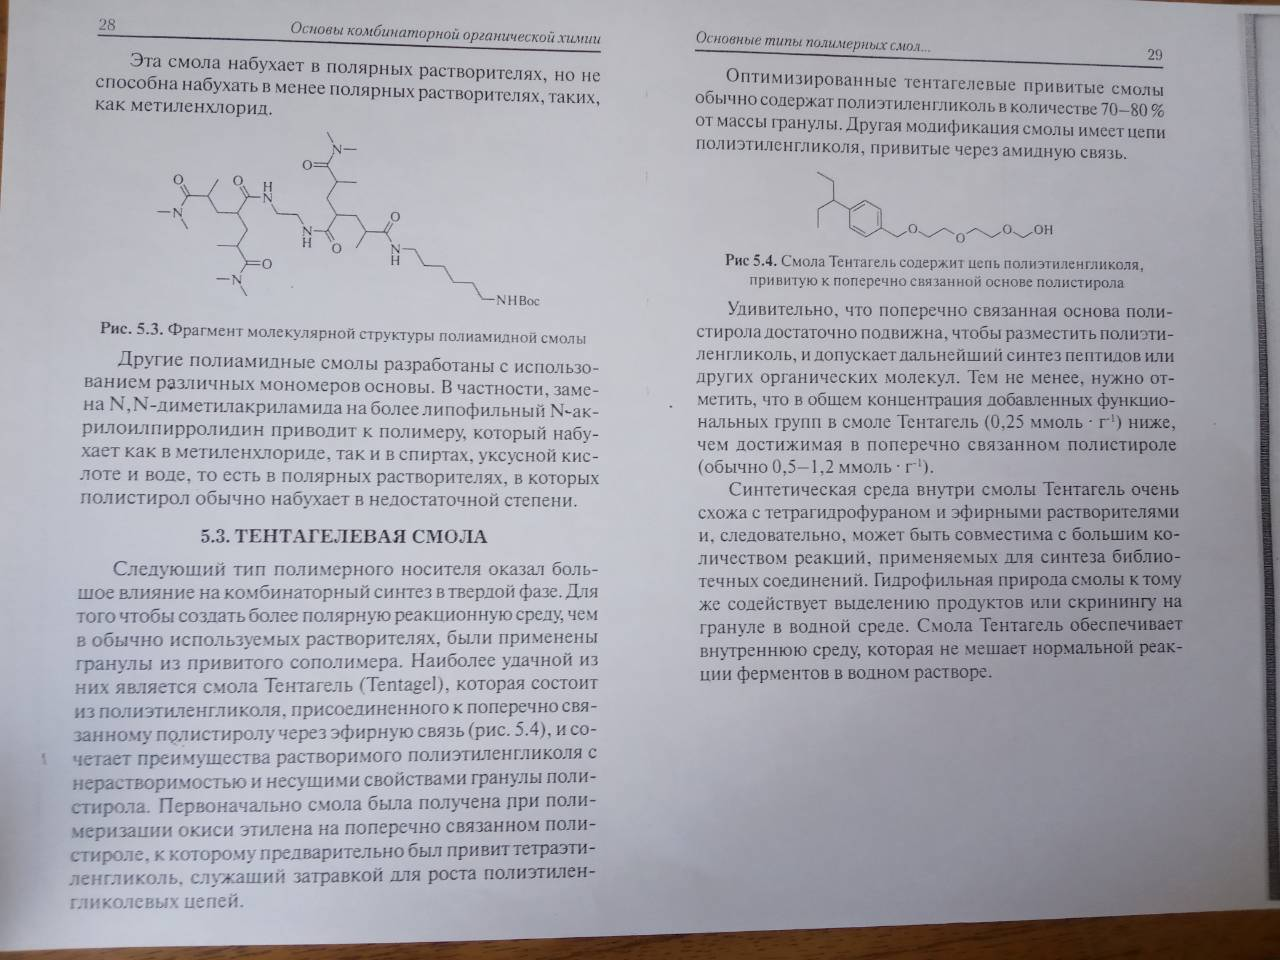 28
Основы комбинаторной органической химии
Эта смола набухает в полярных растворителях, но не
способна набухать в менее полярных растворителях, таких,
как метиленхлорид.
N
O
O
O
H
N
N
N
H
O
O
N
H
O
N
NHBoc
Рис. 5.3. Фрагмент молекулярной структуры полиамидной смолы
Другие полиамидные смолы разработаны с использо-
ванием различных мономеров основы. В частности, заме-
на N,N-диметилакриламида на более липофильный N-ак-
рилоилпирролидин приводит к полимеру, который набу-
хает как в метиленхлориде, так и в спиртах, уксусной кис-
лоте и воде, то есть в полярных растворителях, в которых
полистирол обычно набухает в недостаточной степени.
5.3. ТЕНТАГЕЛЕВАЯ СМОЛА
Следующий тип полимерного носителя оказал боль-
шое влияние на комбинаторный синтез в твердой фазе. Для
того чтобы создать более полярную реакционную среду, чем
в обычно используемых растворителях, были применены
гранулы из привитого сополимера. Наиболее удачной из
них является смола Тентагель (Tentagel), которая состоит
из полиэтиленгликоля, присоединенного к поперечно свя-
занному полистиролу через эфирную связь (рис. 5.4), и со-
четает преимущества растворимого полиэтиленгликоля с
нерастворимостью и несущими свойствами гранулы поли-
стирола. Первоначально смола была получена при поли-
меризации окиси этилена на поперечно связанном поли-
стироле, к которому предварительно был привит тетраэти-
ленгликоль, служащий затравкой для роста полиэтилен-
гликолевых цепей.
Основные типы полимерных смол...
29
Оптимизированные тентагелевые привитые смолы
обычно содержат полиэтиленгликоль в количестве 70–80 %
от массы гранулы. Другая модификация смолы имеет цепи
полиэтиленгликоля, привитые через амидную связь.
O
O
O
OH
Рис 5.4. Смола Тентагель содержит цепь полиэтиленгликоля,
привитую к поперечно связанной основе полистирола
Удивительно, что поперечно связанная основа поли-
стирола достаточно подвижна, чтобы разместить полиэти-
ленгликоль, и допускает дальнейший синтез пептидов или
других органических молекул. Тем не менее, нужно от-
метить, что в общем концентрация добавленных функцио-
нальных групп в смоле Тентагель (0,25 ммоль · г⁻¹) ниже,
чем достижимая в поперечно связанном полистироле
(обычно 0,5–1,2 ммоль · г⁻¹).
Синтетическая среда внутри смолы Тентагель очень
схожа с тетрагидрофураном и эфирными растворителями
и, следовательно, может быть совместима с большим ко-
личеством реакций, применяемых для синтеза библио-
течных соединений. Гидрофильная природа смолы к тому
же содействует выделению продуктов или скринингу на
грануле в водной среде. Смола Тентагель обеспечивает
внутреннюю среду, которая не мешает нормальной реак-
ции ферментов в водном растворе.